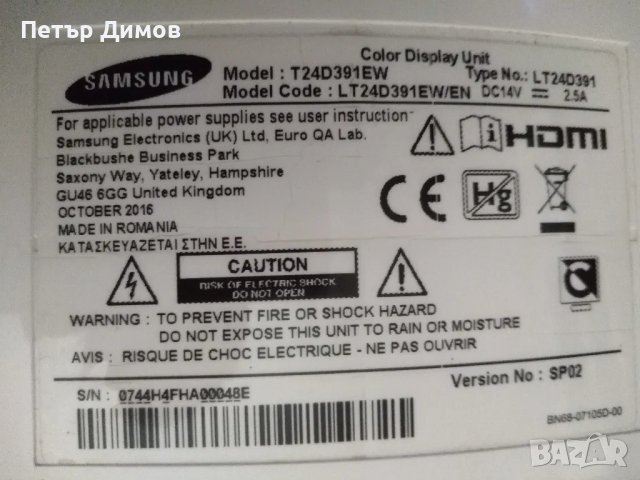 Петър Димов
SAMSUNG
Color Display Unit
Model : T24D391EW
Type No.: LT24D391
Model Code : LT24D391EW/EN
DC14V ⎓ 2.5A
For applicable power supplies see user instruction
Samsung Electronics (UK) Ltd, Euro QA Lab.
Blackbushe Business Park
Saxony Way, Yateley, Hampshire
GU46 6GG United Kingdom
OCTOBER 2016
MADE IN ROMANIA
ΚΑΤΑΣΚΕΥΑΖΕΤΑΙ ΣΤΗΝ Ε.Ε.
HDMI
CE
Hg
CAUTION
RISK OF ELECTRIC SHOCK
DO NOT OPEN
WARNING : TO PREVENT FIRE OR SHOCK HAZARD
DO NOT EXPOSE THIS UNIT TO RAIN OR MOISTURE
AVIS : RISQUE DE CHOC ELECTRIQUE - NE PAS OUVRIR
Version No : SP02
S/N : 0744H4FHA00048E
BN68-07105D-00
BAZAR